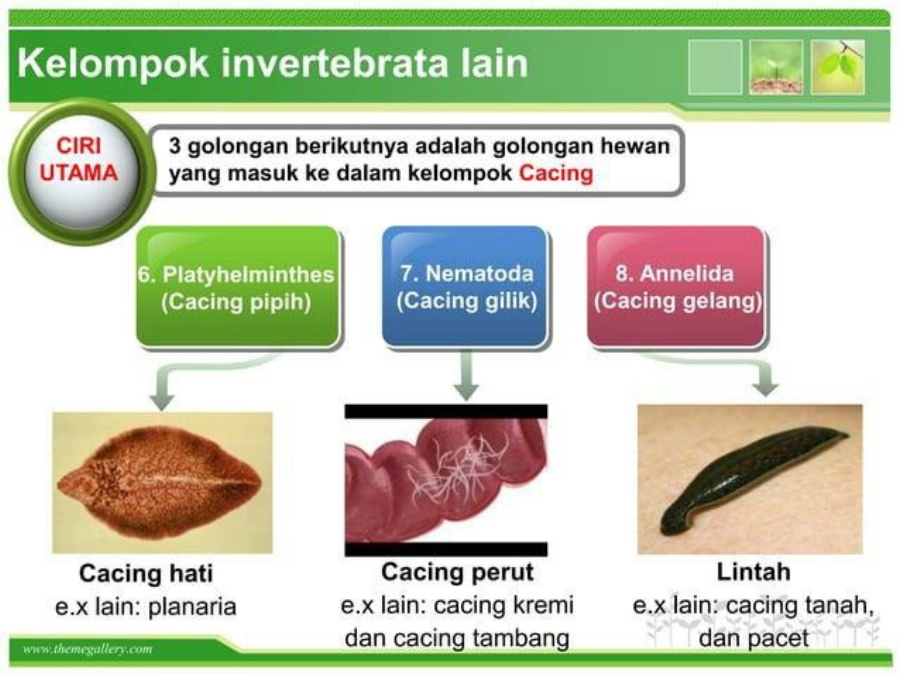 Kelompok invertebrata lain
CIRI
UTAMA
3 golongan berikutnya adalah golongan hewan
yang masuk ke dalam kelompok Cacing
6. Platyhelminthes
(Cacing pipih)
7. Nematoda
(Cacing gilik)
8. Annelida
(Cacing gelang)
Cacing hati
e.x lain: planaria
Cacing perut
e.x lain: cacing kremi
dan cacing tambang
Lintah
e.x lain: cacing tanah,
dan pacet
www.themegallery.com